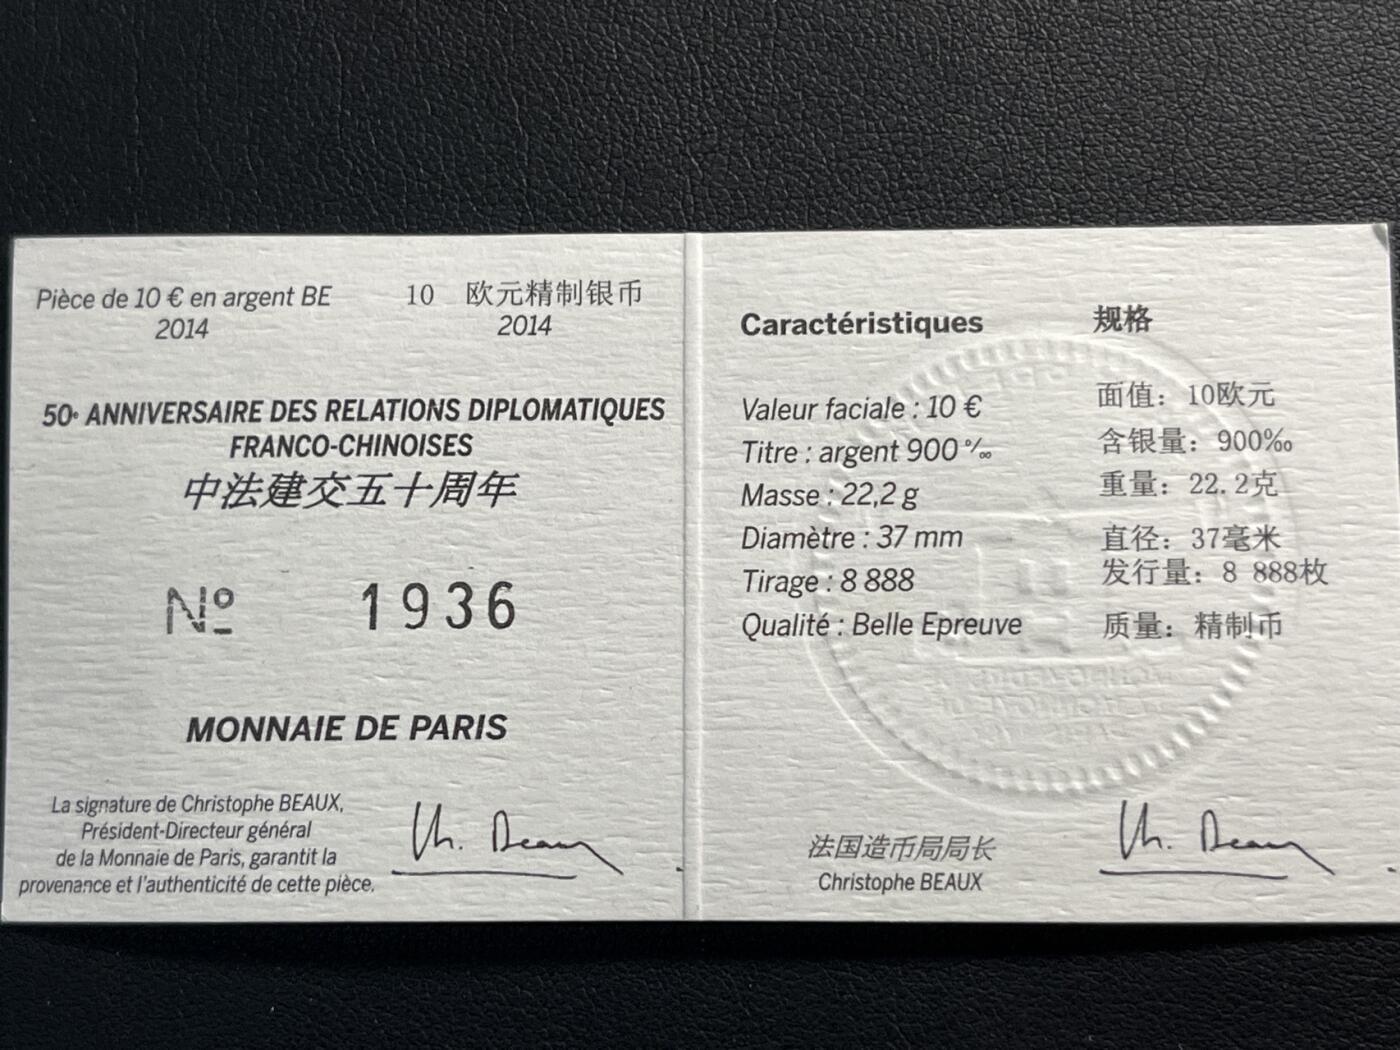 Pièce de 10 € en argent BE
2014
10 欧元精制银币
2014
50e ANNIVERSAIRE DES RELATIONS DIPLOMATIQUES
FRANCO-CHINOISES
中法建交五十周年
Nº 1936
MONNAIE DE PARIS
La signature de Christophe BEAUX,
Président-Directeur général
de la Monnaie de Paris, garantit la
provenance et l'authenticité de cette pièce.
Ch. Beaux
Caractéristiques
Valeur faciale : 10 €
Titre : argent 900 ‰
Masse : 22,2 g
Diamètre : 37 mm
Tirage : 8 888
Qualité : Belle Epreuve
规格
面值：10欧元
含银量：900‰
重量：22.2克
直径：37毫米
发行量：8 888枚
质量：精制币
法国造币局局长
Christophe BEAUX
Ch. Beaux